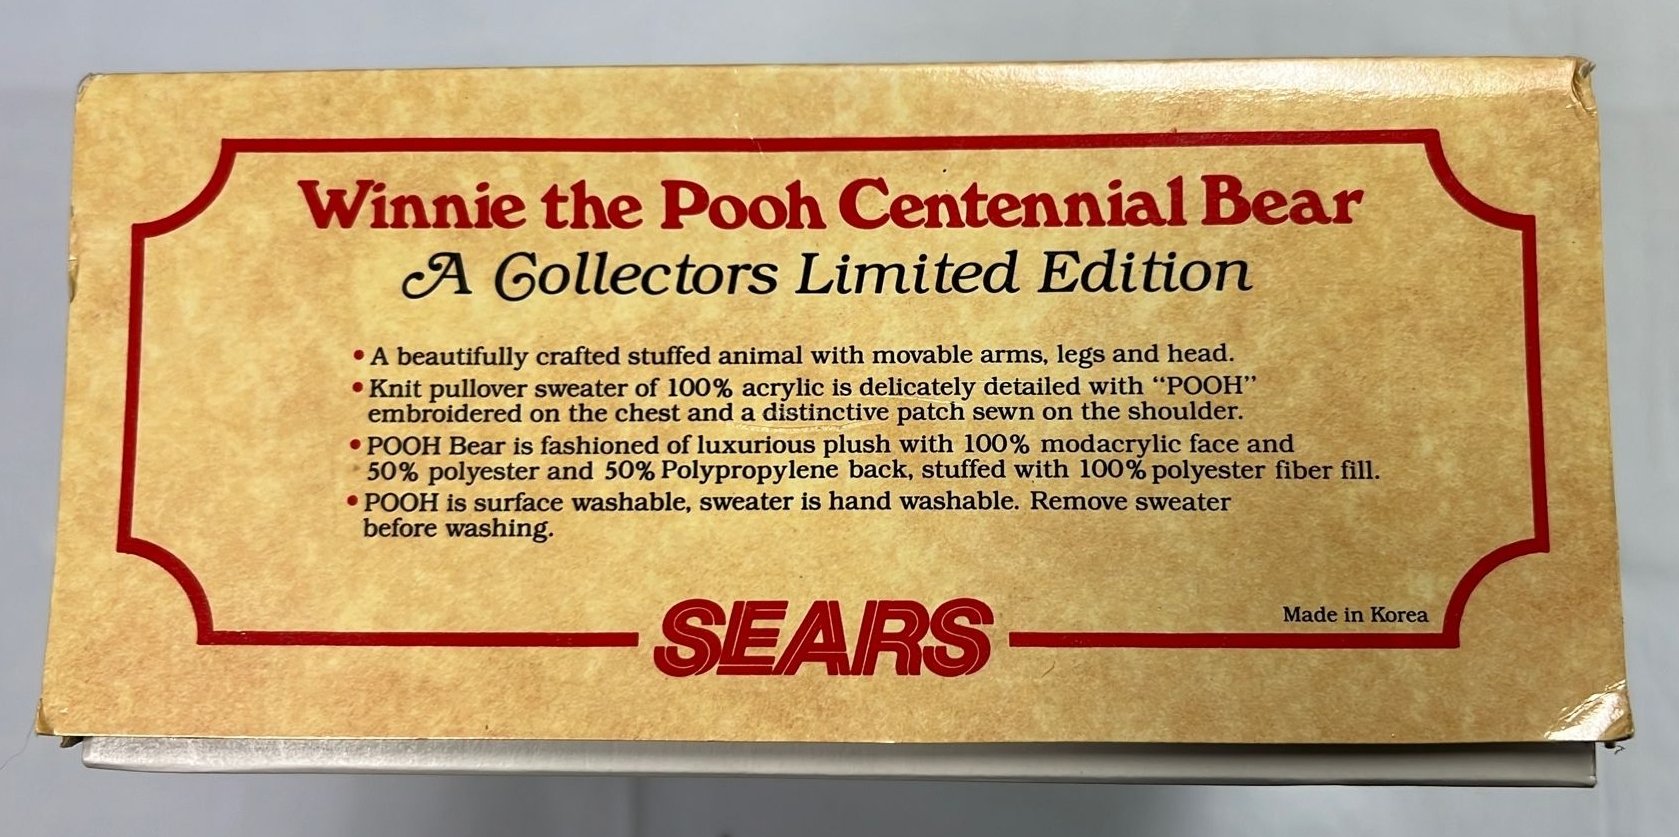 Winnie the Pooh Centennial Bear
A Collectors Limited Edition
• A beautifully crafted stuffed animal with movable arms, legs and head.
• Knit pullover sweater of 100% acrylic is delicately detailed with “POOH”
embroidered on the chest and a distinctive patch sewn on the shoulder.
• POOH Bear is fashioned of luxurious plush with 100% modacrylic face and
50% polyester and 50% Polypropylene back, stuffed with 100% polyester fiber fill.
• POOH is surface washable, sweater is hand washable. Remove sweater
before washing.
Made in Korea
SEARS